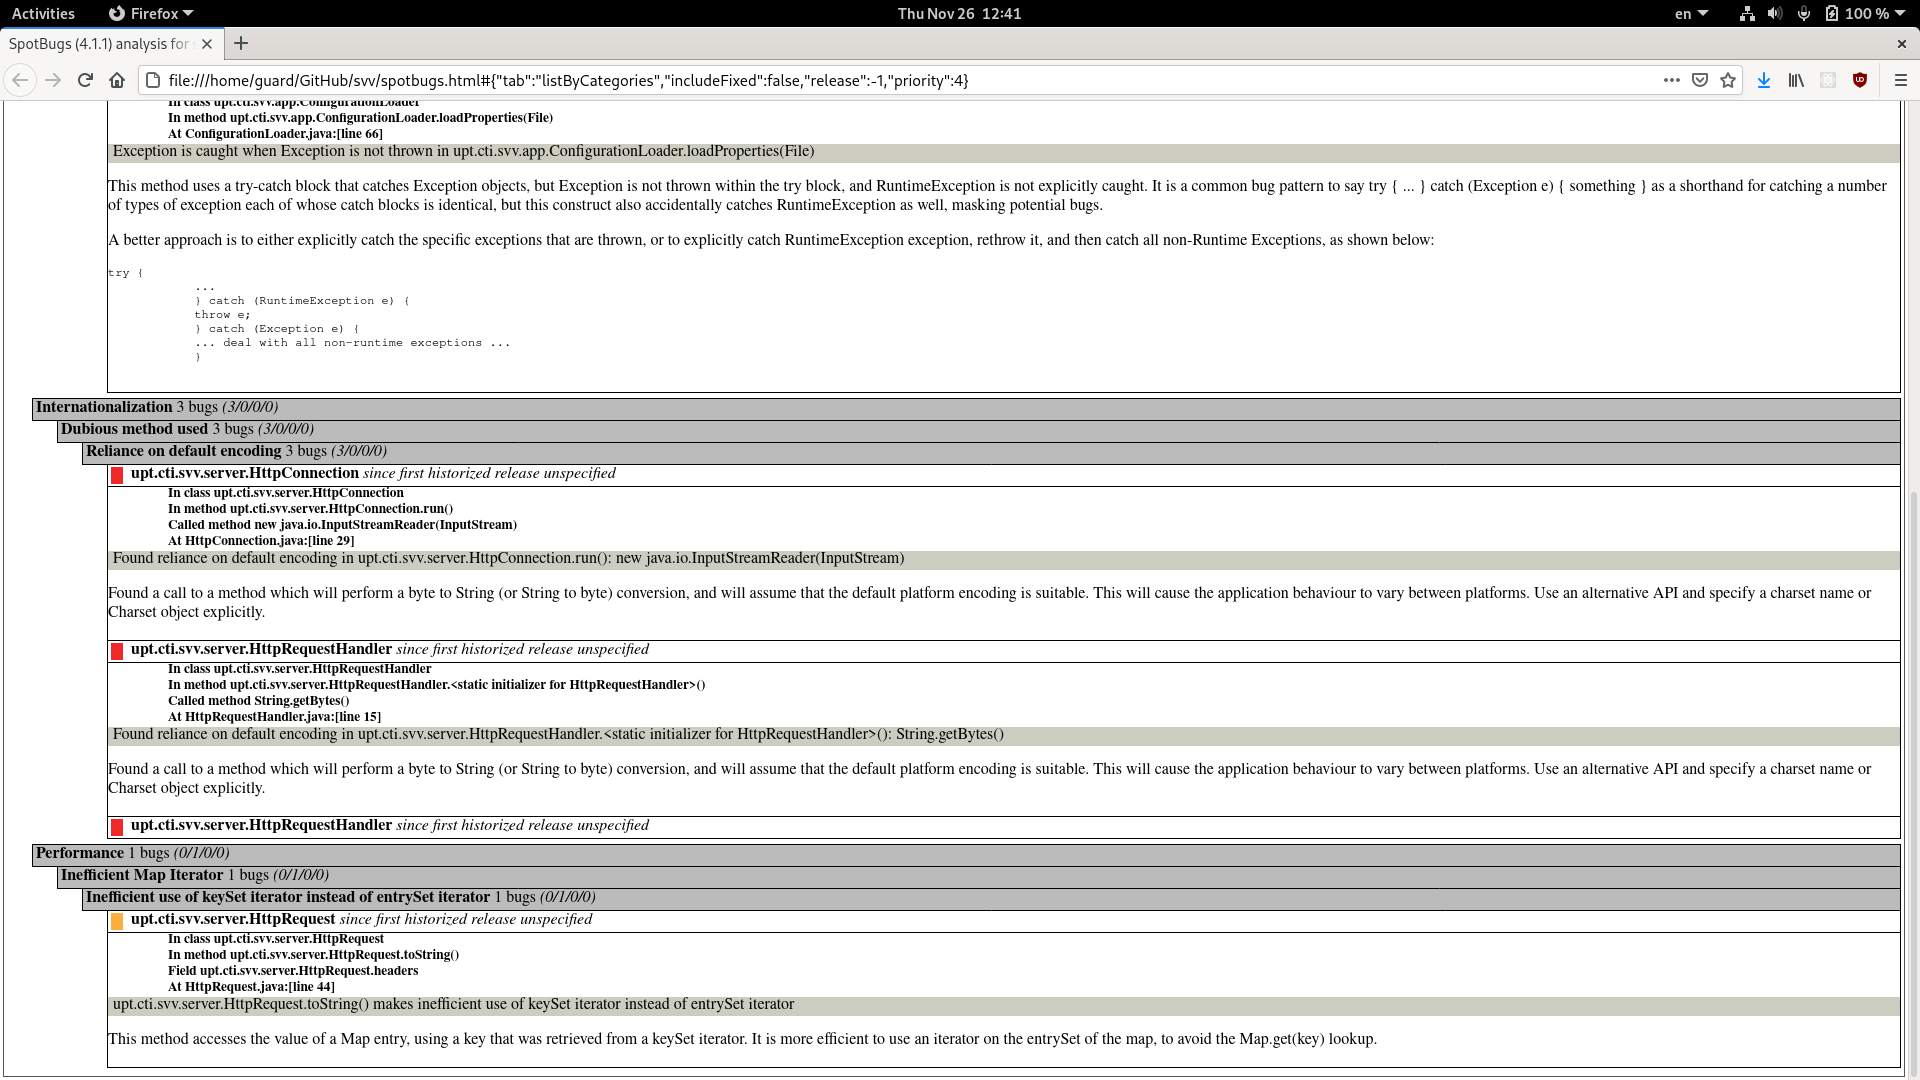 Activities Firefox Thu Nov 26 12:41 en 100 %
SpotBugs (4.1.1) analysis for
file:///home/guard/GitHub/svv/spotbugs.html#{"tab":"listByCategories","includeFixed":false,"release":-1,"priority":4}
In class upt.cti.svv.app.ConfigurationLoader
In method upt.cti.svv.app.ConfigurationLoader.loadProperties(File)
At ConfigurationLoader.java:[line 66]
Exception is caught when Exception is not thrown in upt.cti.svv.app.ConfigurationLoader.loadProperties(File)
This method uses a try-catch block that catches Exception objects, but Exception is not thrown within the try block, and RuntimeException is not explicitly caught. It is a common bug pattern to say try { ... } catch (Exception e) { something } as a shorthand for catching a number
of types of exception each of whose catch blocks is identical, but this construct also accidentally catches RuntimeException as well, masking potential bugs.
A better approach is to either explicitly catch the specific exceptions that are thrown, or to explicitly catch RuntimeException exception, rethrow it, and then catch all non-Runtime Exceptions, as shown below:
try {
...
} catch (RuntimeException e) {
throw e;
} catch (Exception e) {
... deal with all non-runtime exceptions ...
}
Internationalization 3 bugs (3/0/0/0)
Dubious method used 3 bugs (3/0/0/0)
Reliance on default encoding 3 bugs (3/0/0/0)
upt.cti.svv.server.HttpConnection since first historized release unspecified
In class upt.cti.svv.server.HttpConnection
In method upt.cti.svv.server.HttpConnection.run()
Called method new java.io.InputStreamReader(InputStream)
At HttpConnection.java:[line 29]
Found reliance on default encoding in upt.cti.svv.server.HttpConnection.run(): new java.io.InputStreamReader(InputStream)
Found a call to a method which will perform a byte to String (or String to byte) conversion, and will assume that the default platform encoding is suitable. This will cause the application behaviour to vary between platforms. Use an alternative API and specify a charset name or
Charset object explicitly.
upt.cti.svv.server.HttpRequestHandler since first historized release unspecified
In class upt.cti.svv.server.HttpRequestHandler
In method upt.cti.svv.server.HttpRequestHandler.<static initializer for HttpRequestHandler>()
Called method String.getBytes()
At HttpRequestHandler.java:[line 15]
Found reliance on default encoding in upt.cti.svv.server.HttpRequestHandler.<static initializer for HttpRequestHandler>(): String.getBytes()
Found a call to a method which will perform a byte to String (or String to byte) conversion, and will assume that the default platform encoding is suitable. This will cause the application behaviour to vary between platforms. Use an alternative API and specify a charset name or
Charset object explicitly.
upt.cti.svv.server.HttpRequestHandler since first historized release unspecified
Performance 1 bugs (0/1/0/0)
Inefficient Map Iterator 1 bugs (0/1/0/0)
Inefficient use of keySet iterator instead of entrySet iterator 1 bugs (0/1/0/0)
upt.cti.svv.server.HttpRequest since first historized release unspecified
In class upt.cti.svv.server.HttpRequest
In method upt.cti.svv.server.HttpRequest.toString()
Field upt.cti.svv.server.HttpRequest.headers
At HttpRequest.java:[line 44]
upt.cti.svv.server.HttpRequest.toString() makes inefficient use of keySet iterator instead of entrySet iterator
This method accesses the value of a Map entry, using a key that was retrieved from a keySet iterator. It is more efficient to use an iterator on the entrySet of the map, to avoid the Map.get(key) lookup.